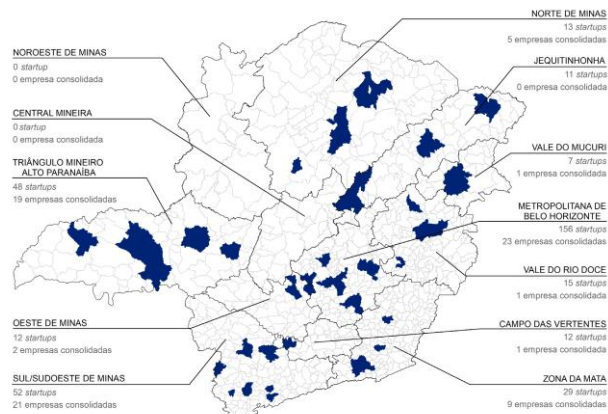 NORTE DE MINAS
13 startups
5 empresas consolidadas
NOROESTE DE MINAS
0 startup
0 empresa consolidada
JEQUITINHONHA
11 startups
0 empresa consolidada
CENTRAL MINEIRA
0 startup
0 empresa consolidada
VALE DO MUCURI
7 startups
1 empresa consolidada
TRIÂNGULO MINEIRO
ALTO PARANAÍBA
48 startups
19 empresas consolidadas
METROPOLITANA DE
BELO HORIZONTE
156 startups
23 empresas consolidadas
VALE DO RIO DOCE
15 startups
1 empresa consolidada
OESTE DE MINAS
12 startups
2 empresas consolidadas
CAMPO DAS VERTENTES
12 startups
1 empresa consolidada
SUL/SUDOESTE DE MINAS
52 startups
21 empresas consolidadas
ZONA DA MATA
29 startups
9 empresas consolidadas